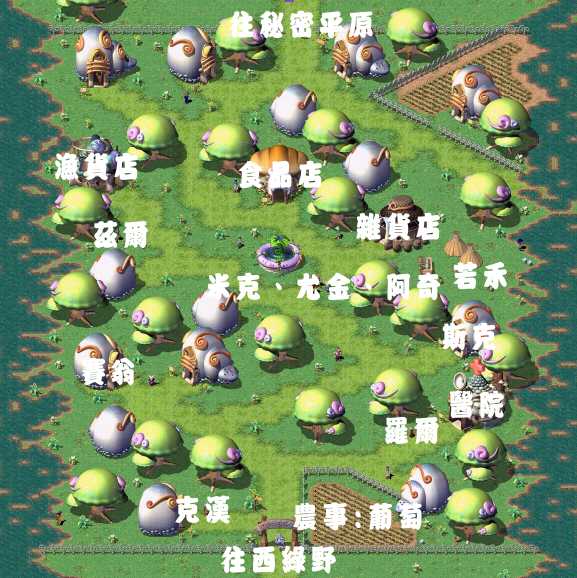 往秘密平原
漁貨店
食品店
茲爾
雜貨店
米克、尤金、阿奇
若禾
斯克
賽翁
醫院
羅爾
克漢
農事:葡萄
往西綠野